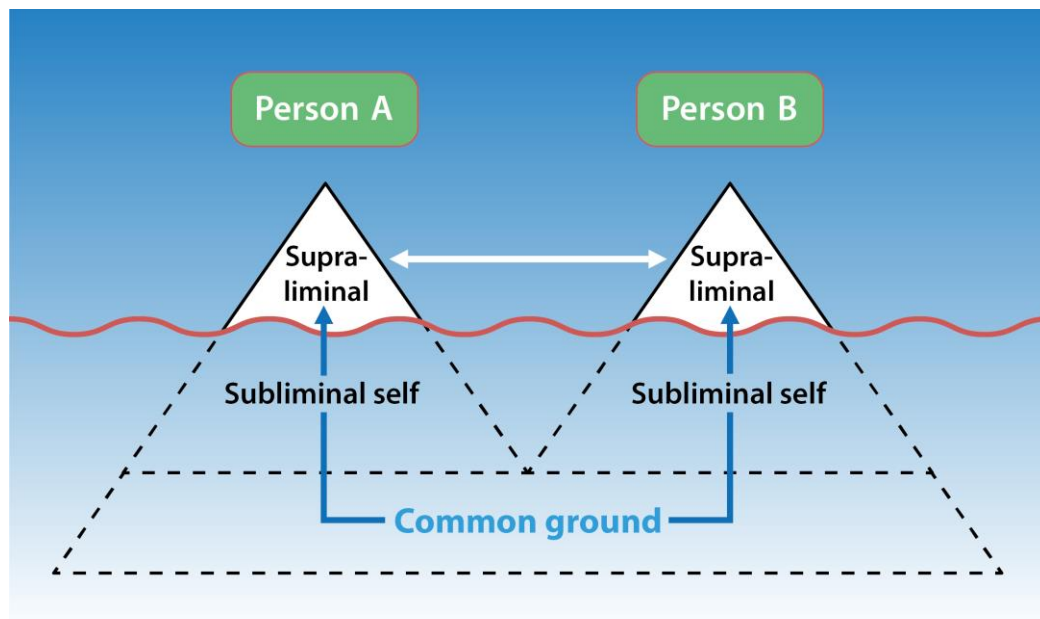 Person A
Person B
Supra-
liminal
Supra-
liminal
Subliminal self
Subliminal self
Common ground